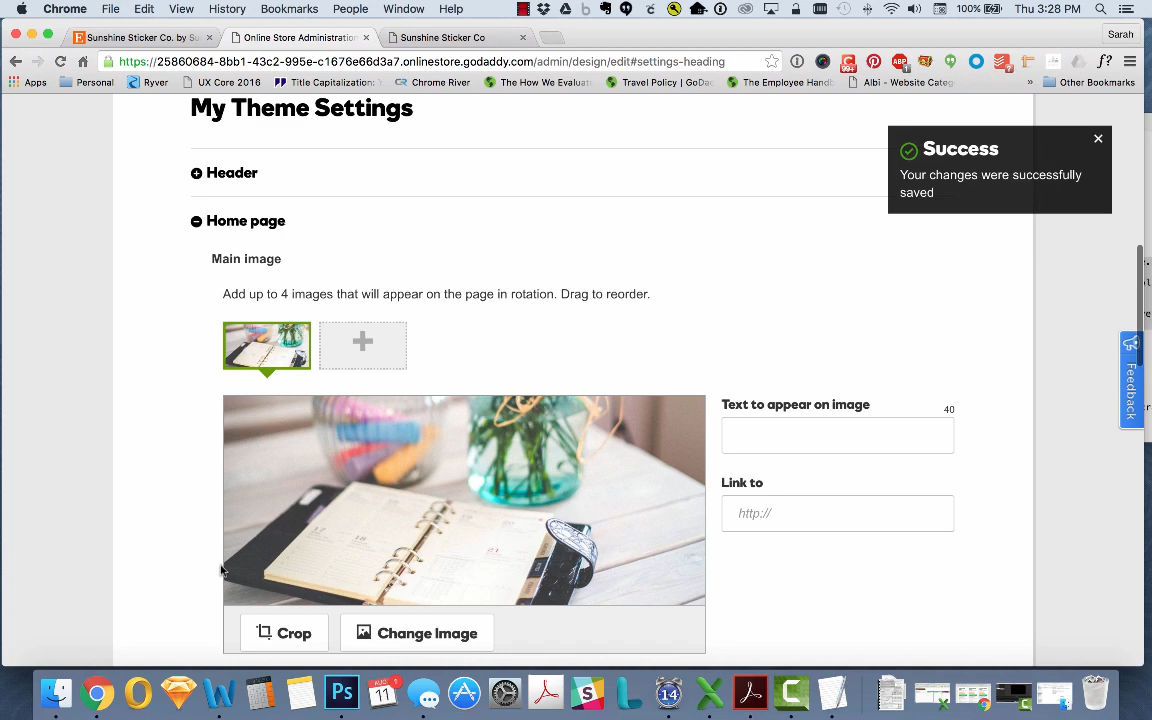 Chrome File Edit View History Bookmarks People Window Help 100% Thu 3:28 PM
Sunshine Sticker Co. by Su Online Store Administration Sunshine Sticker Co Sarah
https://25860684-8bb1-43c2-995e-c1676e66d3a7.onlinestore.godaddy.com/admin/design/edit#settings-heading
Apps Personal Ryver UX Core 2016 Title Capitalization: Chrome River The How We Evaluat Travel Policy | GoDa The Employee Hand Albi - Website Categ » Other Bookmarks
My Theme Settings
Success
Your changes were successfully
saved
Header
Home page
Main image
Add up to 4 images that will appear on the page in rotation. Drag to reorder.
Text to appear on image 40
Link to
http://
Crop Change Image
Feedback